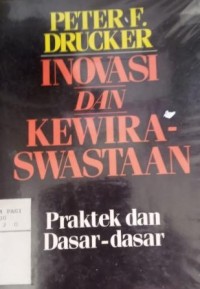 PETER·F.
DRUCKER
INOVASI
DAN
KEWIRA-
SWASTAAN
Praktek dan
Dasar-dasar